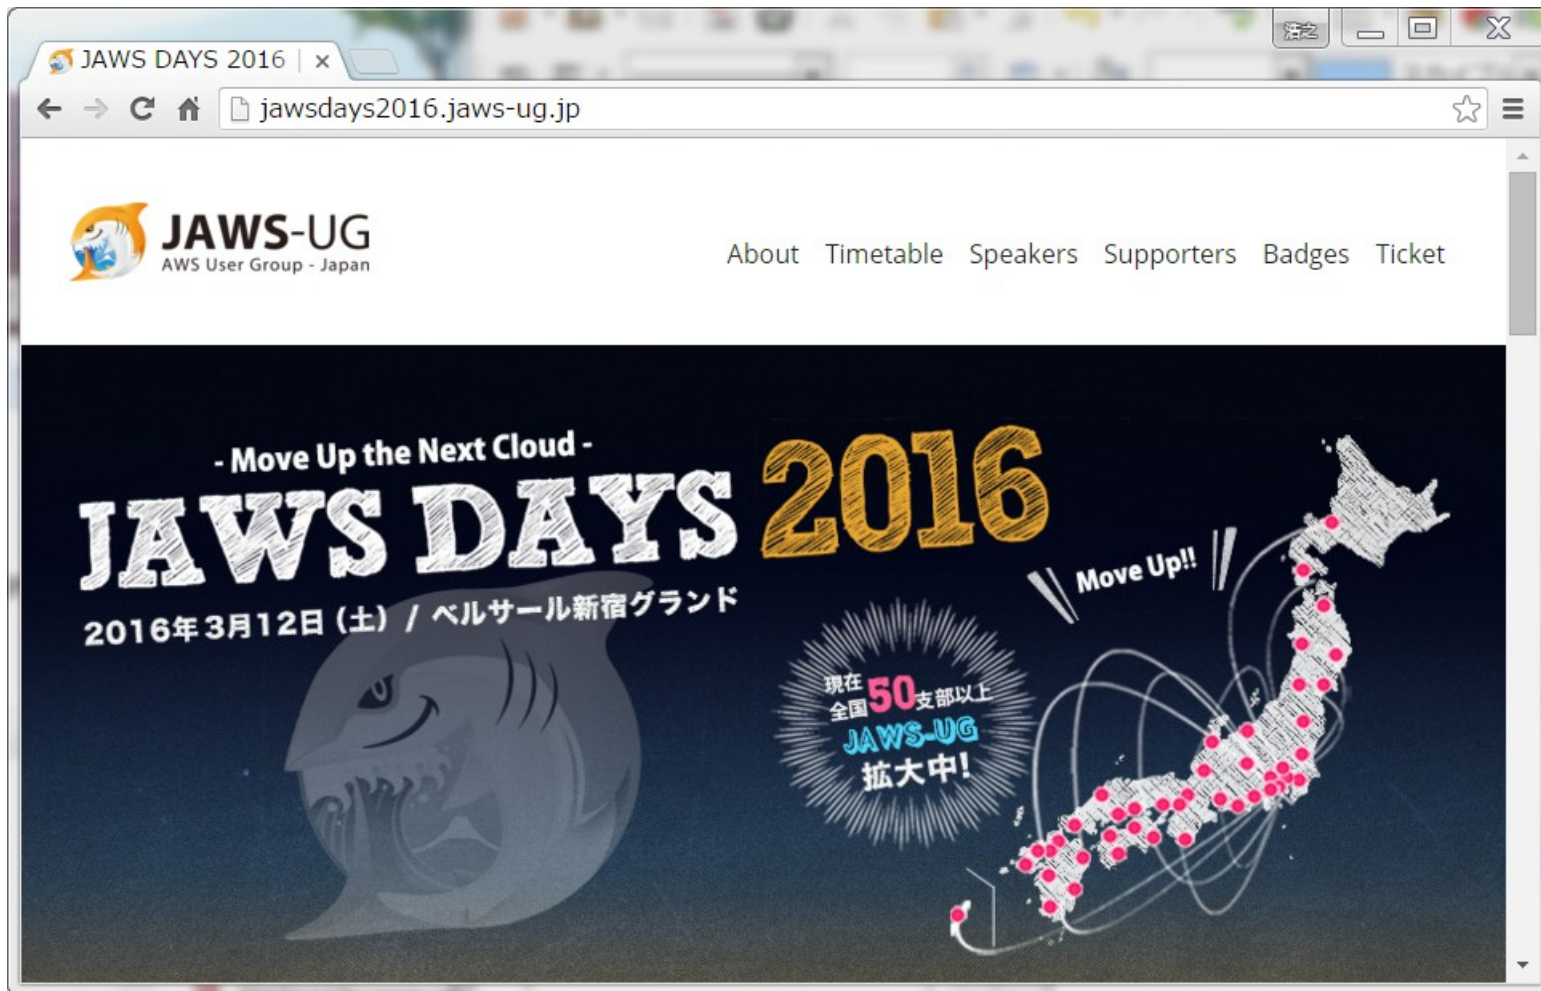 浩之
JAWS DAYS 2016
jawsdays2016.jaws-ug.jp
JAWS-UG
AWS User Group - Japan
About Timetable Speakers Supporters Badges Ticket
- Move Up the Next Cloud -
JAWS DAYS 2016
2016年3月12日（土）/ ベルサール新宿グランド
Move Up!!
現在
全国50支部以上
JAWS-UG
拡大中!